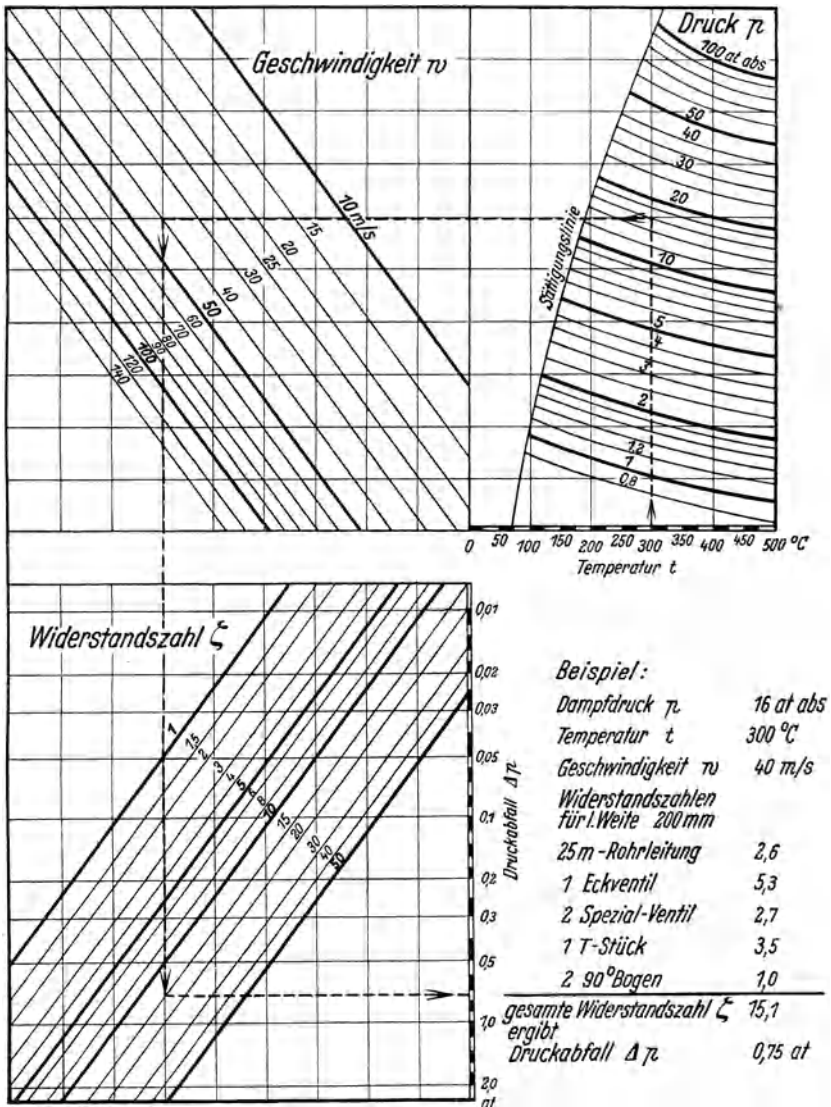 Geschwindigkeit w
10 m/s
15
20
25
30
40
50
60
70
80
90
100
120
140
Druck p
100 at abs
50
40
30
20
10
5
4
3
2
1,2
1
0,8
Sättigungslinie
0 50 100 150 200 250 300 350 400 450 500 °C
Temperatur t
Widerstandszahl ζ
1
1,5
2
3
4
5
6
8
10
15
20
30
40
50
0,01
0,02
0,03
0,05
0,1
0,2
0,3
0,5
1,0
2,0
at
Druckabfall Δp
Beispiel:
Dampfdruck p 16 at abs
Temperatur t 300 °C
Geschwindigkeit w 40 m/s
Widerstandszahlen
für l.Weite 200 mm
25 m-Rohrleitung 2,6
1 Eckventil 5,3
2 Spezial-Ventil 2,7
1 T-Stück 3,5
2 90° Bogen 1,0
gesamte Widerstandszahl ζ 15,1
ergibt
Druckabfall Δ p 0,75 at